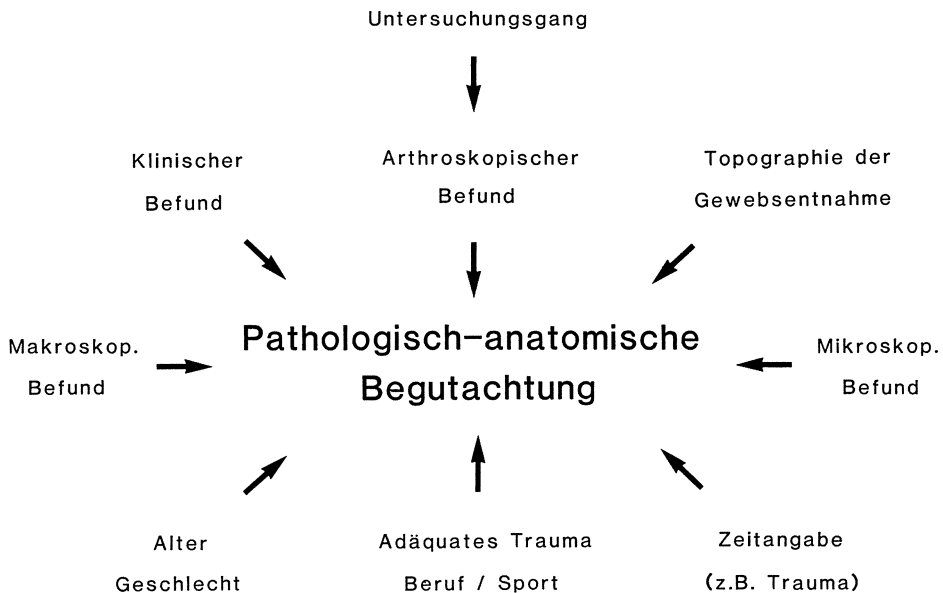 Untersuchungsgang
Klinischer
Befund
Arthroskopischer
Befund
Topographie der
Gewebsentnahme
Makroskop.
Befund
Pathologisch–anatomische
Begutachtung
Mikroskop.
Befund
Alter
Geschlecht
Adäquates Trauma
Beruf / Sport
Zeitangabe
(z.B. Trauma)